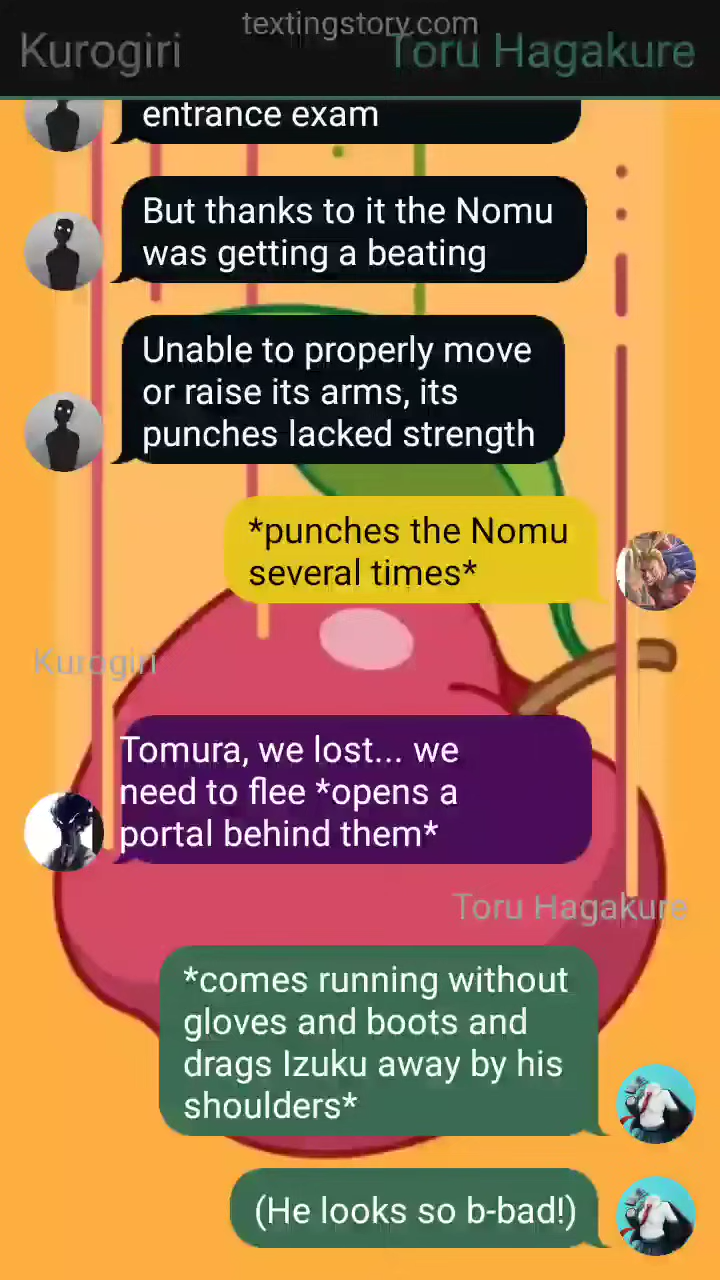 textingstory.com
Kurogiri
Toru Hagakure
entrance exam
But thanks to it the Nomu
was getting a beating
Unable to properly move
or raise its arms, its
punches lacked strength
*punches the Nomu
several times*
Kurogiri
Tomura, we lost... we
need to flee *opens a
portal behind them*
Toru Hagakure
*comes running without
gloves and boots and
drags Izuku away by his
shoulders*
(He looks so b-bad!)